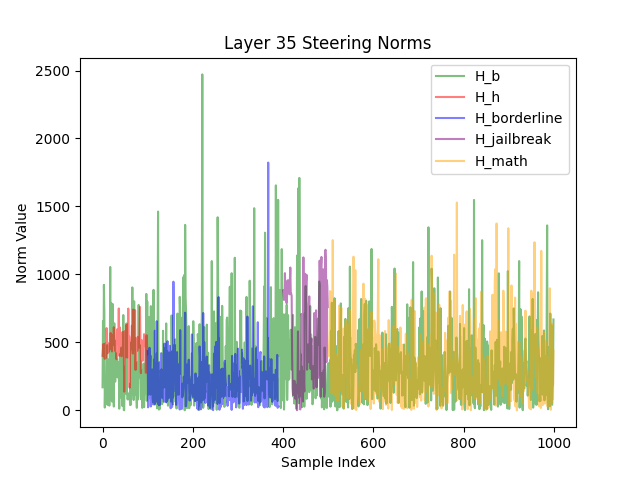 Layer 35 Steering Norms
2500
2000
1500
1000
500
0
Norm Value
H_b
H_h
H_borderline
H_jailbreak
H_math
0
200
400
600
800
1000
Sample Index